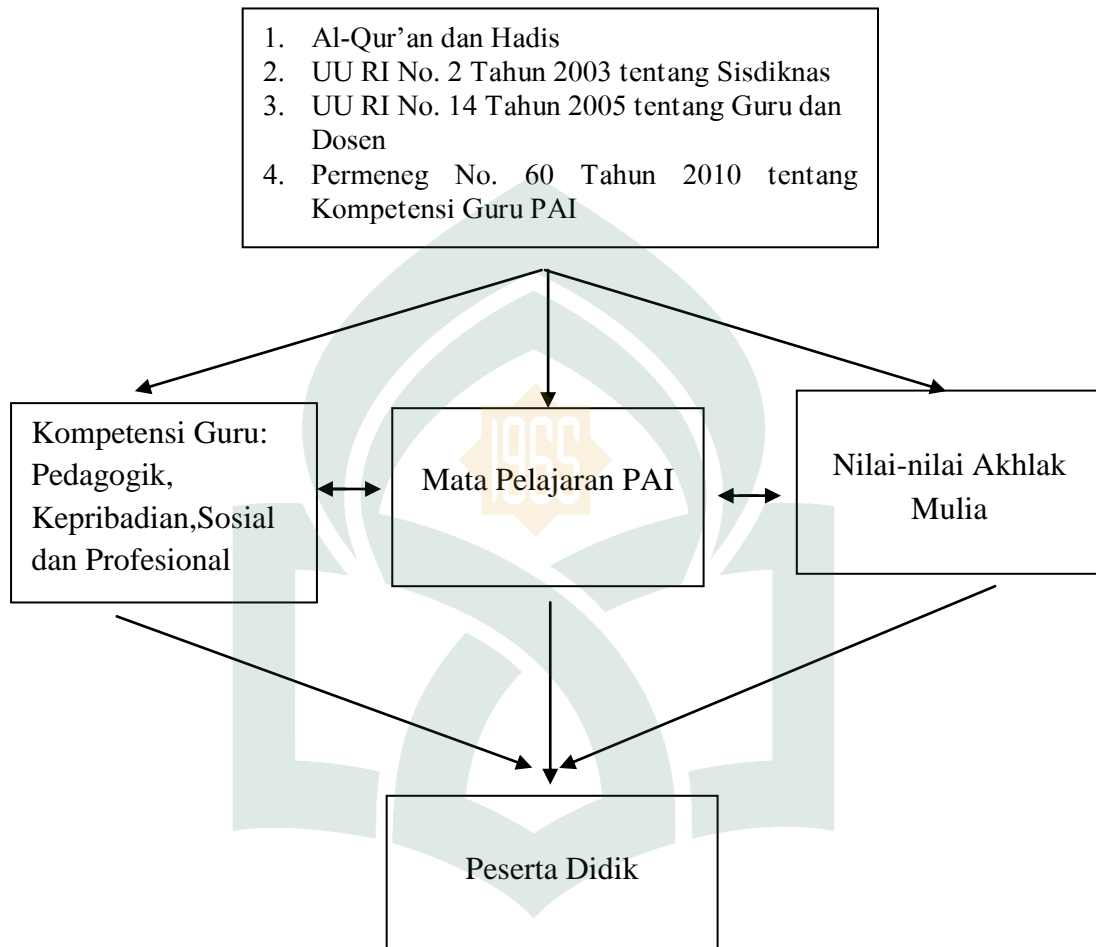 1. Al-Qur’an dan Hadis
2. UU RI No. 2 Tahun 2003 tentang Sisdiknas
3. UU RI No. 14 Tahun 2005 tentang Guru dan
Dosen
4. Permeneg No. 60 Tahun 2010 tentang
Kompetensi Guru PAI
Kompetensi Guru:
Pedagogik,
Kepribadian,Sosial
dan Profesional
Mata Pelajaran PAI
1965
Nilai-nilai Akhlak
Mulia
Peserta Didik